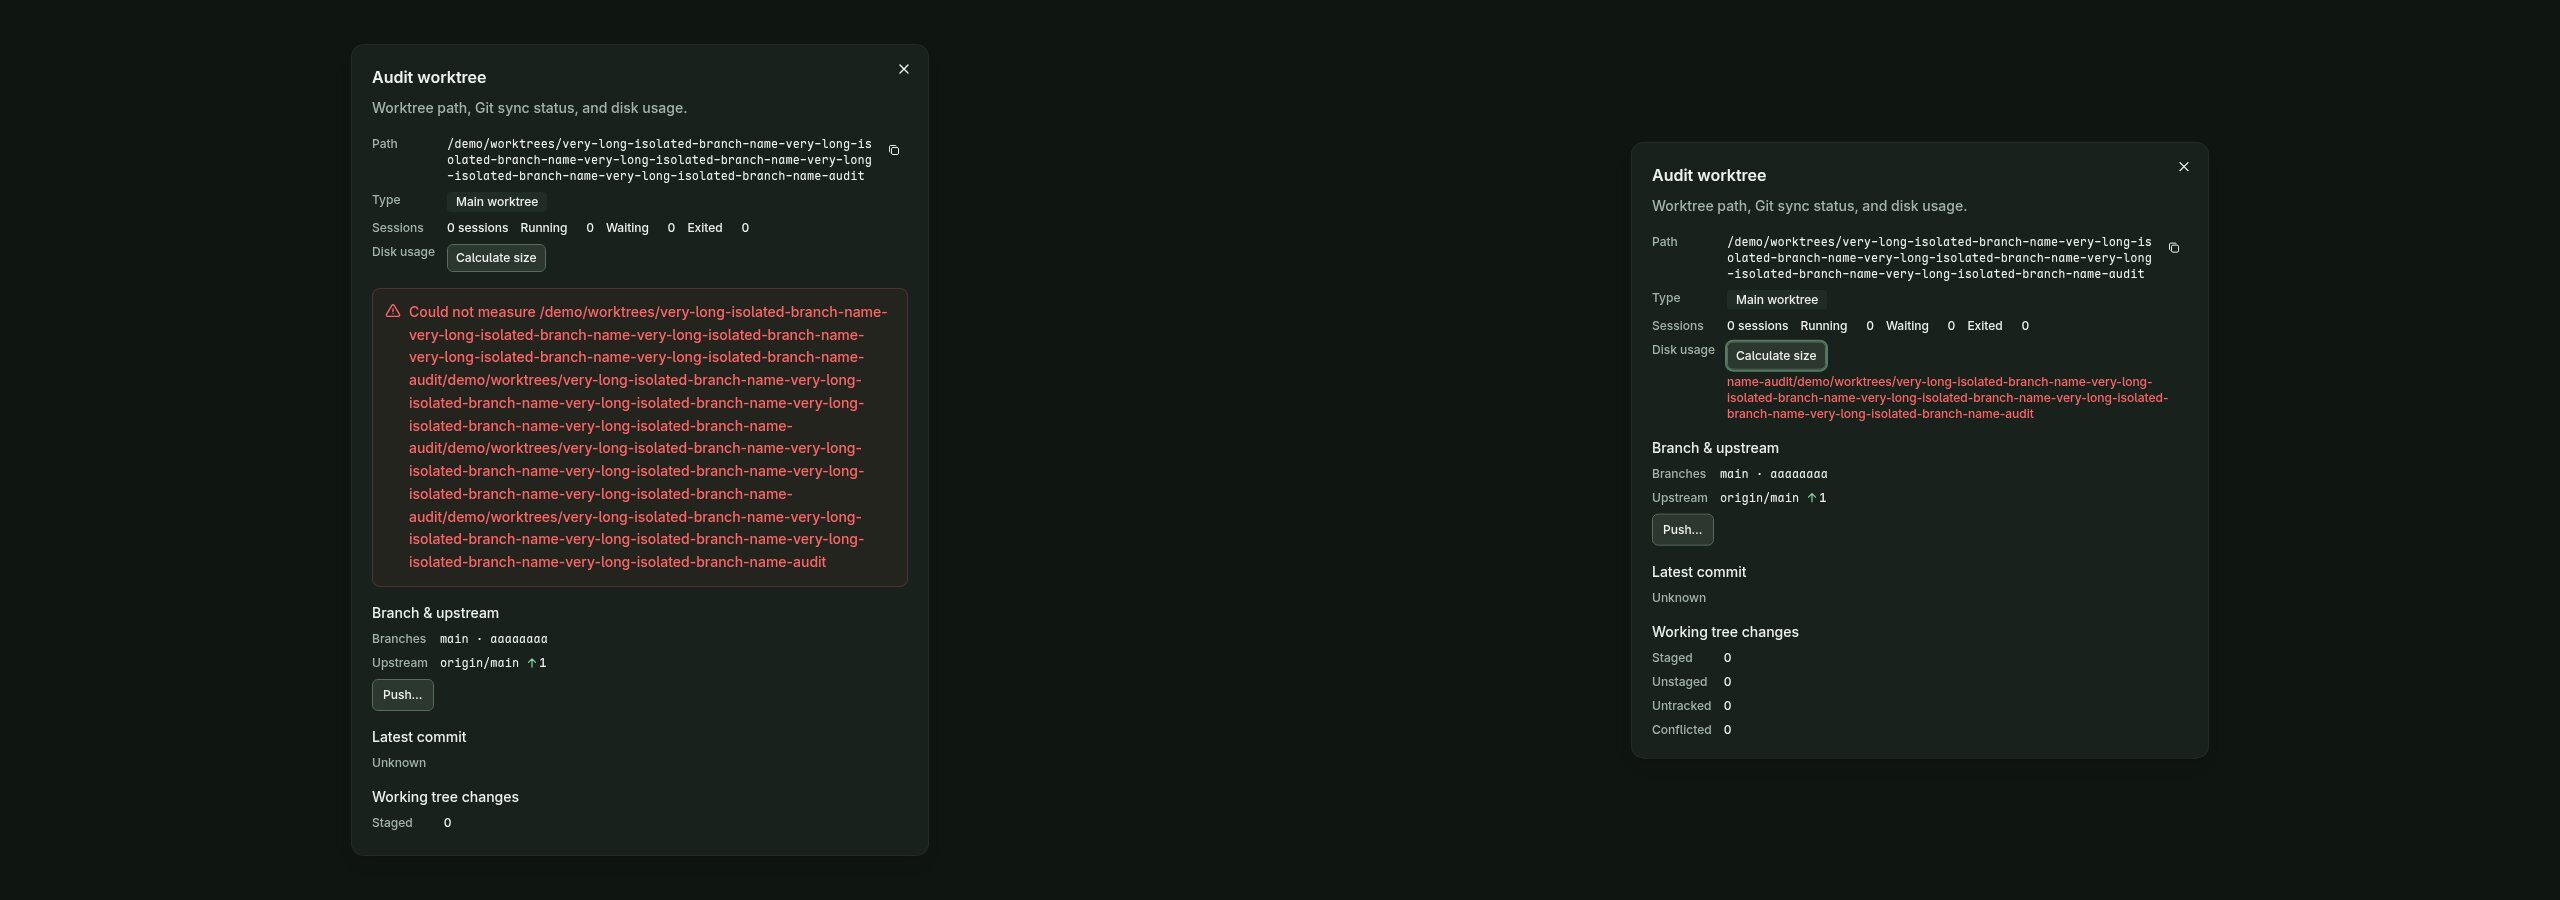 Audit worktree
Worktree path, Git sync status, and disk usage.
Path
/demo/worktrees/very-long-isolated-branch-name-very-long-is
olated-branch-name-very-long-isolated-branch-name-very-long
-isolated-branch-name-very-long-isolated-branch-name-audit
Type Main worktree
Sessions 0 sessions Running 0 Waiting 0 Exited 0
Disk usage Calculate size
Could not measure /demo/worktrees/very-long-isolated-branch-name-
very-long-isolated-branch-name-very-long-isolated-branch-name-
very-long-isolated-branch-name-very-long-isolated-branch-name-
audit/demo/worktrees/very-long-isolated-branch-name-very-long-
isolated-branch-name-very-long-isolated-branch-name-very-long-
isolated-branch-name-very-long-isolated-branch-name-
audit/demo/worktrees/very-long-isolated-branch-name-very-long-
isolated-branch-name-very-long-isolated-branch-name-very-long-
isolated-branch-name-very-long-isolated-branch-name-
audit/demo/worktrees/very-long-isolated-branch-name-very-long-
isolated-branch-name-very-long-isolated-branch-name-very-long-
isolated-branch-name-very-long-isolated-branch-name-audit
Branch & upstream
Branches main · aaaaaaaa
Upstream origin/main ↑1
Push...
Latest commit
Unknown
Working tree changes
Staged 0
Audit worktree
Worktree path, Git sync status, and disk usage.
Path
/demo/worktrees/very-long-isolated-branch-name-very-long-is
olated-branch-name-very-long-isolated-branch-name-very-long
-isolated-branch-name-very-long-isolated-branch-name-audit
Type Main worktree
Sessions 0 sessions Running 0 Waiting 0 Exited 0
Disk usage Calculate size
name-audit/demo/worktrees/very-long-isolated-branch-name-very-long-
isolated-branch-name-very-long-isolated-branch-name-very-long-isolated-
branch-name-very-long-isolated-branch-name-audit
Branch & upstream
Branches main · aaaaaaaa
Upstream origin/main ↑1
Push...
Latest commit
Unknown
Working tree changes
Staged 0
Unstaged 0
Untracked 0
Conflicted 0